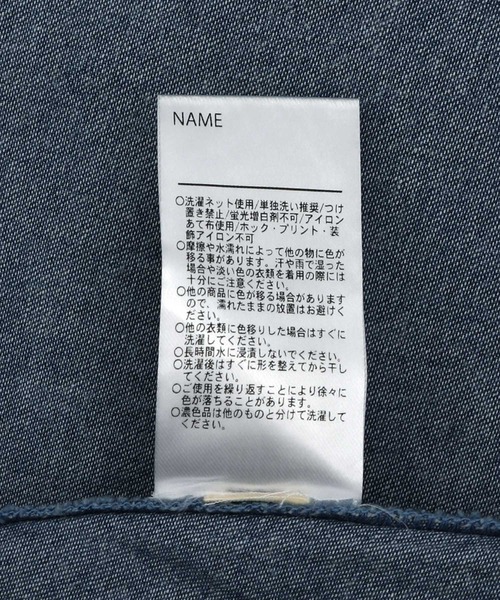 NAME
○洗濯ネット使用/単独洗い推奨/つけ
置き禁止/蛍光増白剤不可/アイロン
あて布使用/ホック・プリント・装
飾アイロン不可
○摩擦や水濡れによって他の物に色が
移る事があります。汗や雨で湿った
場合や淡い色の衣類を着用の際には
十分にご注意ください。
○他の商品に色が移る場合があります
ので、濡れたままの放置はお避けく
ださい。
○他の衣類に色移りした場合はすぐに
洗濯してください。
○長時間水に浸漬しないでください。
○洗濯後はすぐに形を整えてから干し
てください。
○ご使用を繰り返すことにより徐々に
色が落ちることがあります。
○濃色品は他のものと分けて洗濯して
ください。